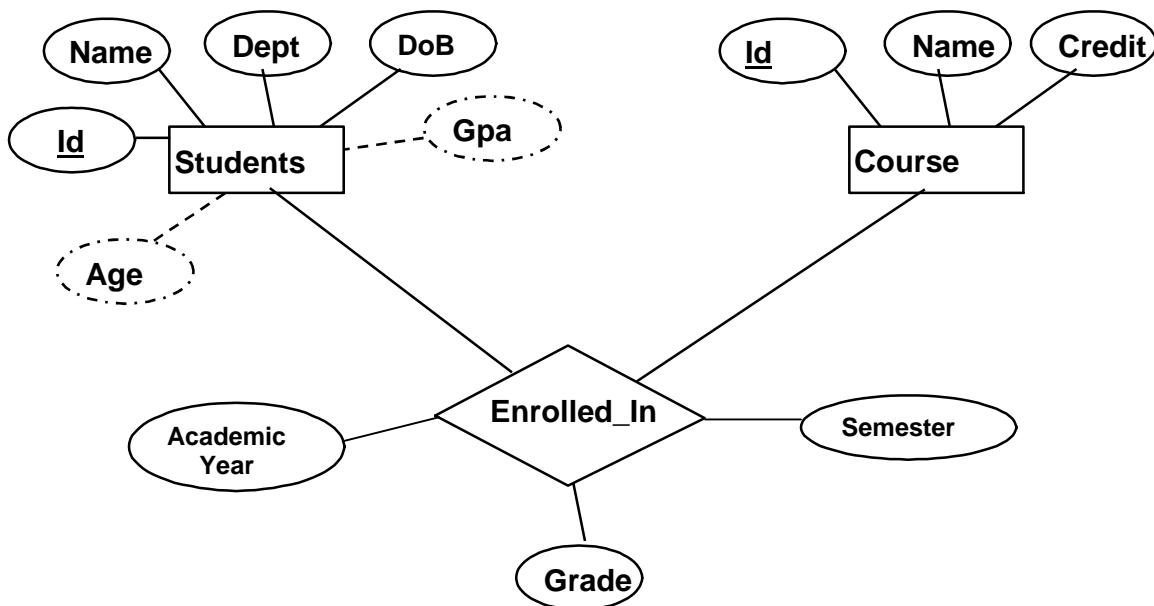 Name
Dept
DoB
Id
Name
Credit
Id
Gpa
Students
Course
Age
Enrolled_In
Academic
Year
Semester
Grade